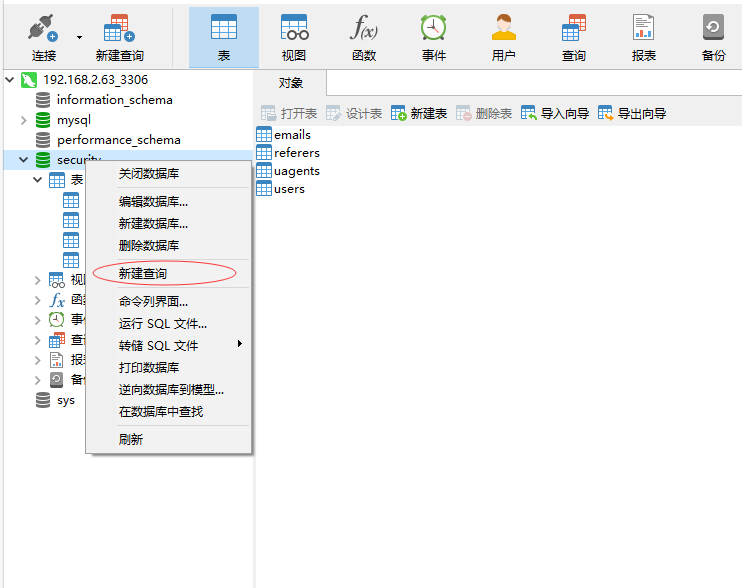 连接 新建查询 表 视图 函数 事件 用户 查询 报表 备份
192.168.2.63_3306
information_schema
mysql
performance_schema
security
表
sys
对象
打开表 设计表 新建表 删除表 导入向导 导出向导
emails
referers
uagents
users
关闭数据库
编辑数据库...
新建数据库...
删除数据库
新建查询
命令列界面...
运行 SQL 文件...
转储 SQL 文件
打印数据库
逆向数据库到模型...
在数据库中查找
刷新